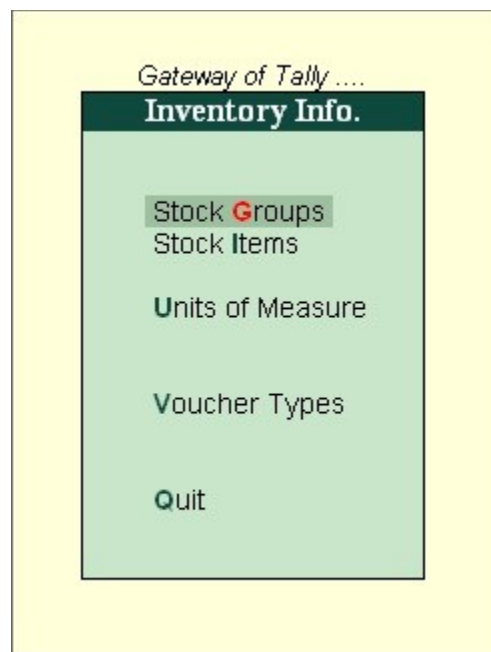 Gateway of Tally ....
Inventory Info.
Stock Groups
Stock Items
Units of Measure
Voucher Types
Quit